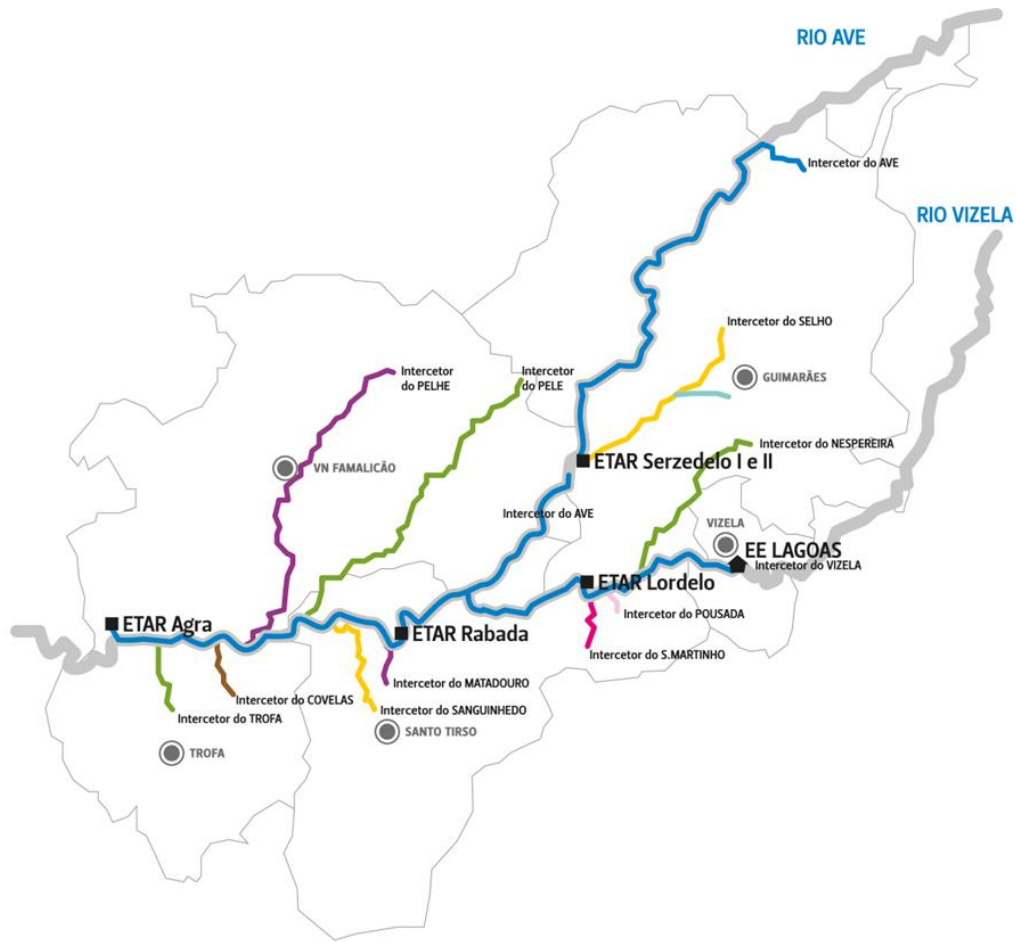 RIO AVE
Intercetor do AVE
RIO VIZELA
Intercetor do SELHO
Intercetor
do PELHE
Intercetor
do PELE
GUIMARÃES
Intercetor do NESPEREIRA
VN FAMALICÃO
ETAR Serzedelo I e II
Intercetor do AVE
VIZELA
EE LAGOAS
Intercetor do VIZELA
ETAR Lordelo
Intercetor do POUSADA
ETAR Agra
ETAR Rabada
Intercetor do S.MARTINHO
Intercetor do MATADOURO
Intercetor do COVELAS
Intercetor do SANGUINHEDO
Intercetor do TROFA
SANTO TIRSO
TROFA